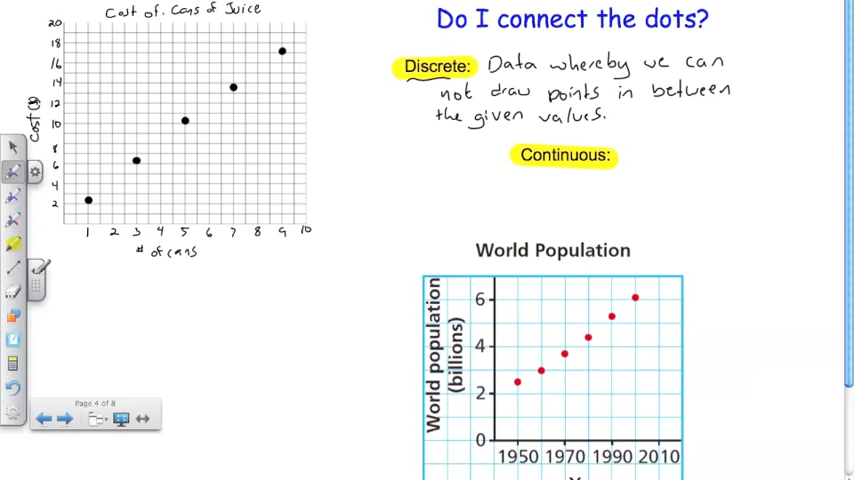 Cost of. Cans of Juice
20
18
16
14
12
10
8
6
4
2
Cost ($)
1 2 3 4 5 6 7 8 9 10
# of cans
Page 4 of 8
Do I connect the dots?
Discrete: Data whereby we can
not draw points in between
the given values.
Continuous:
World Population
World population
(billions)
6
4
2
0
1950 1970 1990 2010